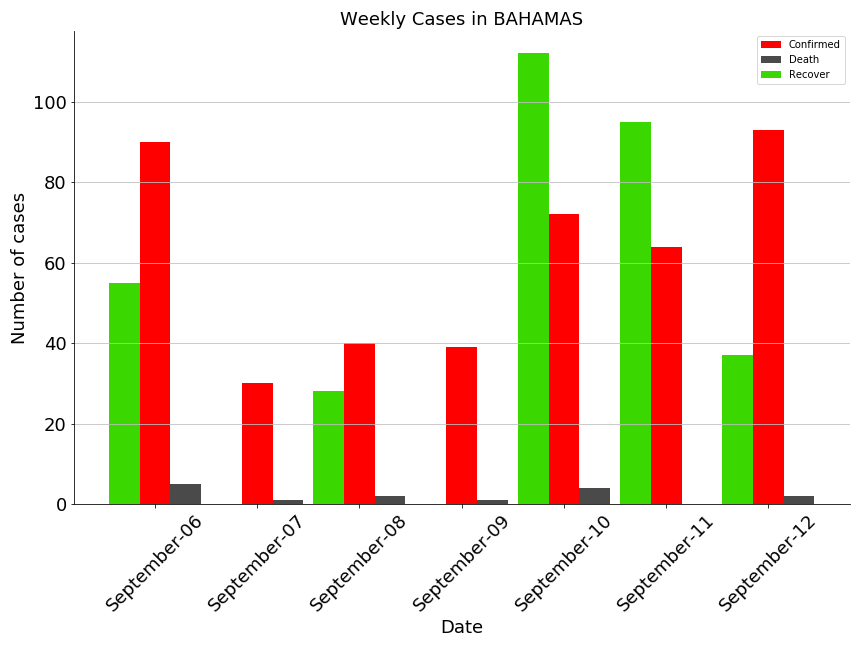 Weekly Cases in BAHAMAS
Confirmed
Death
Recover
Number of cases
100
80
60
40
20
0
September-06
September-07
September-08
September-09
September-10
September-11
September-12
Date